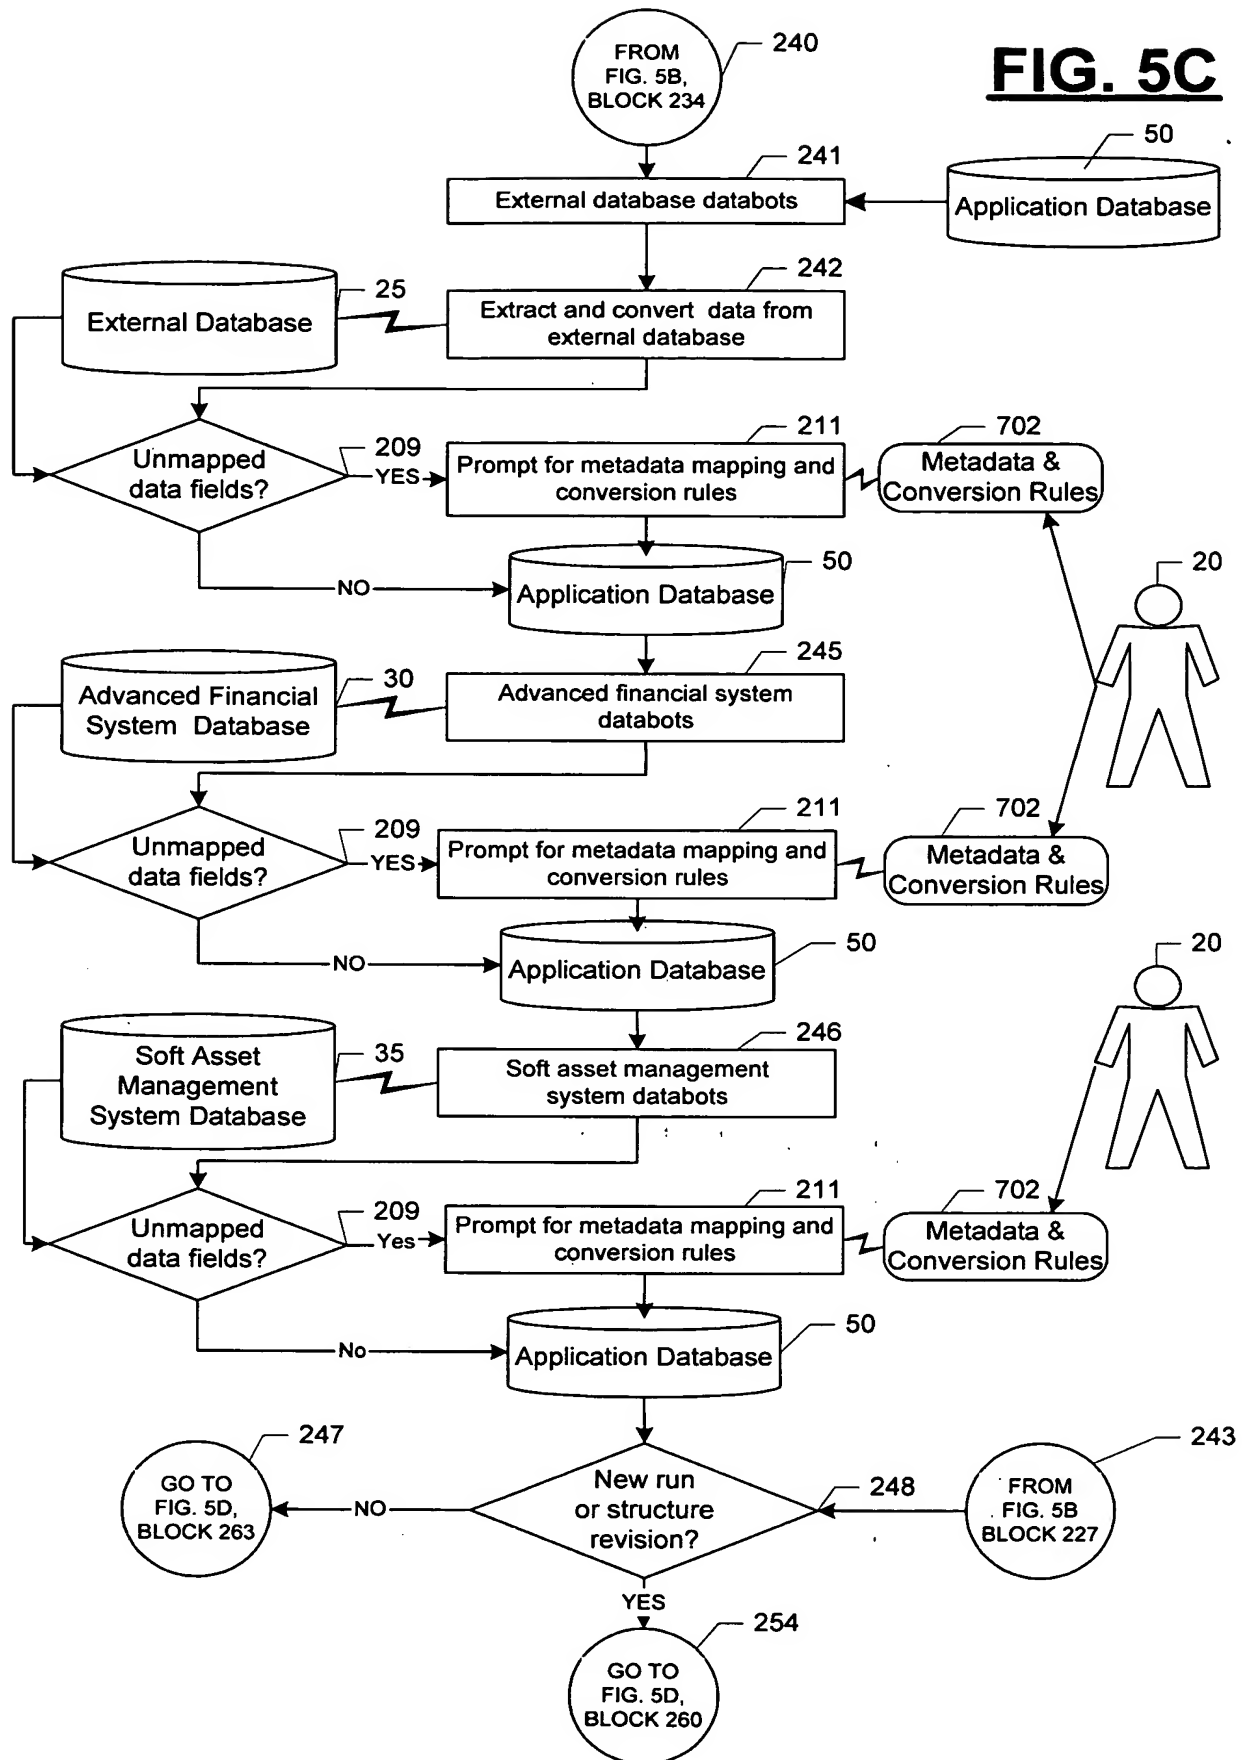 FIG. 5C
240
FROM
FIG. 5B,
BLOCK 234
241
External database databots
50
Application Database
242
Extract and convert data from
external database
25
External Database
Unmapped
data fields?
209
YES
211
Prompt for metadata mapping and
conversion rules
702
Metadata &
Conversion Rules
NO
50
Application Database
20
245
Advanced financial system
databots
30
Advanced Financial
System Database
Unmapped
data fields?
209
YES
211
Prompt for metadata mapping and
conversion rules
702
Metadata &
Conversion Rules
NO
50
Application Database
20
246
Soft asset management
system databots
35
Soft Asset
Management
System Database
Unmapped
data fields?
209
Yes
211
Prompt for metadata mapping and
conversion rules
702
Metadata &
Conversion Rules
No
50
Application Database
247
GO TO
FIG. 5D,
BLOCK 263
NO
New run
or structure
revision?
248
243
FROM
FIG. 5B
BLOCK 227
YES
254
GO TO
FIG. 5D,
BLOCK 260